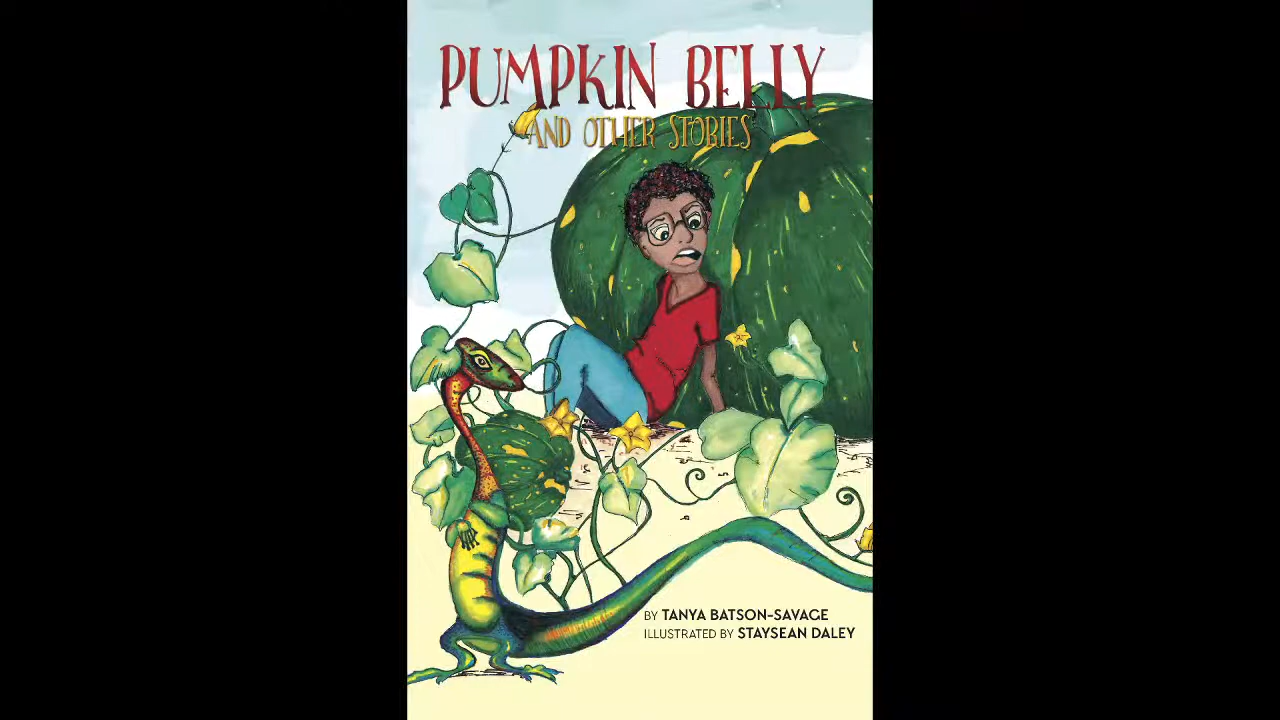 PUMPKIN BELLY
AND OTHER STORIES
BY TANYA BATSON-SAVAGE
ILLUSTRATED BY STAYSEAN DALEY